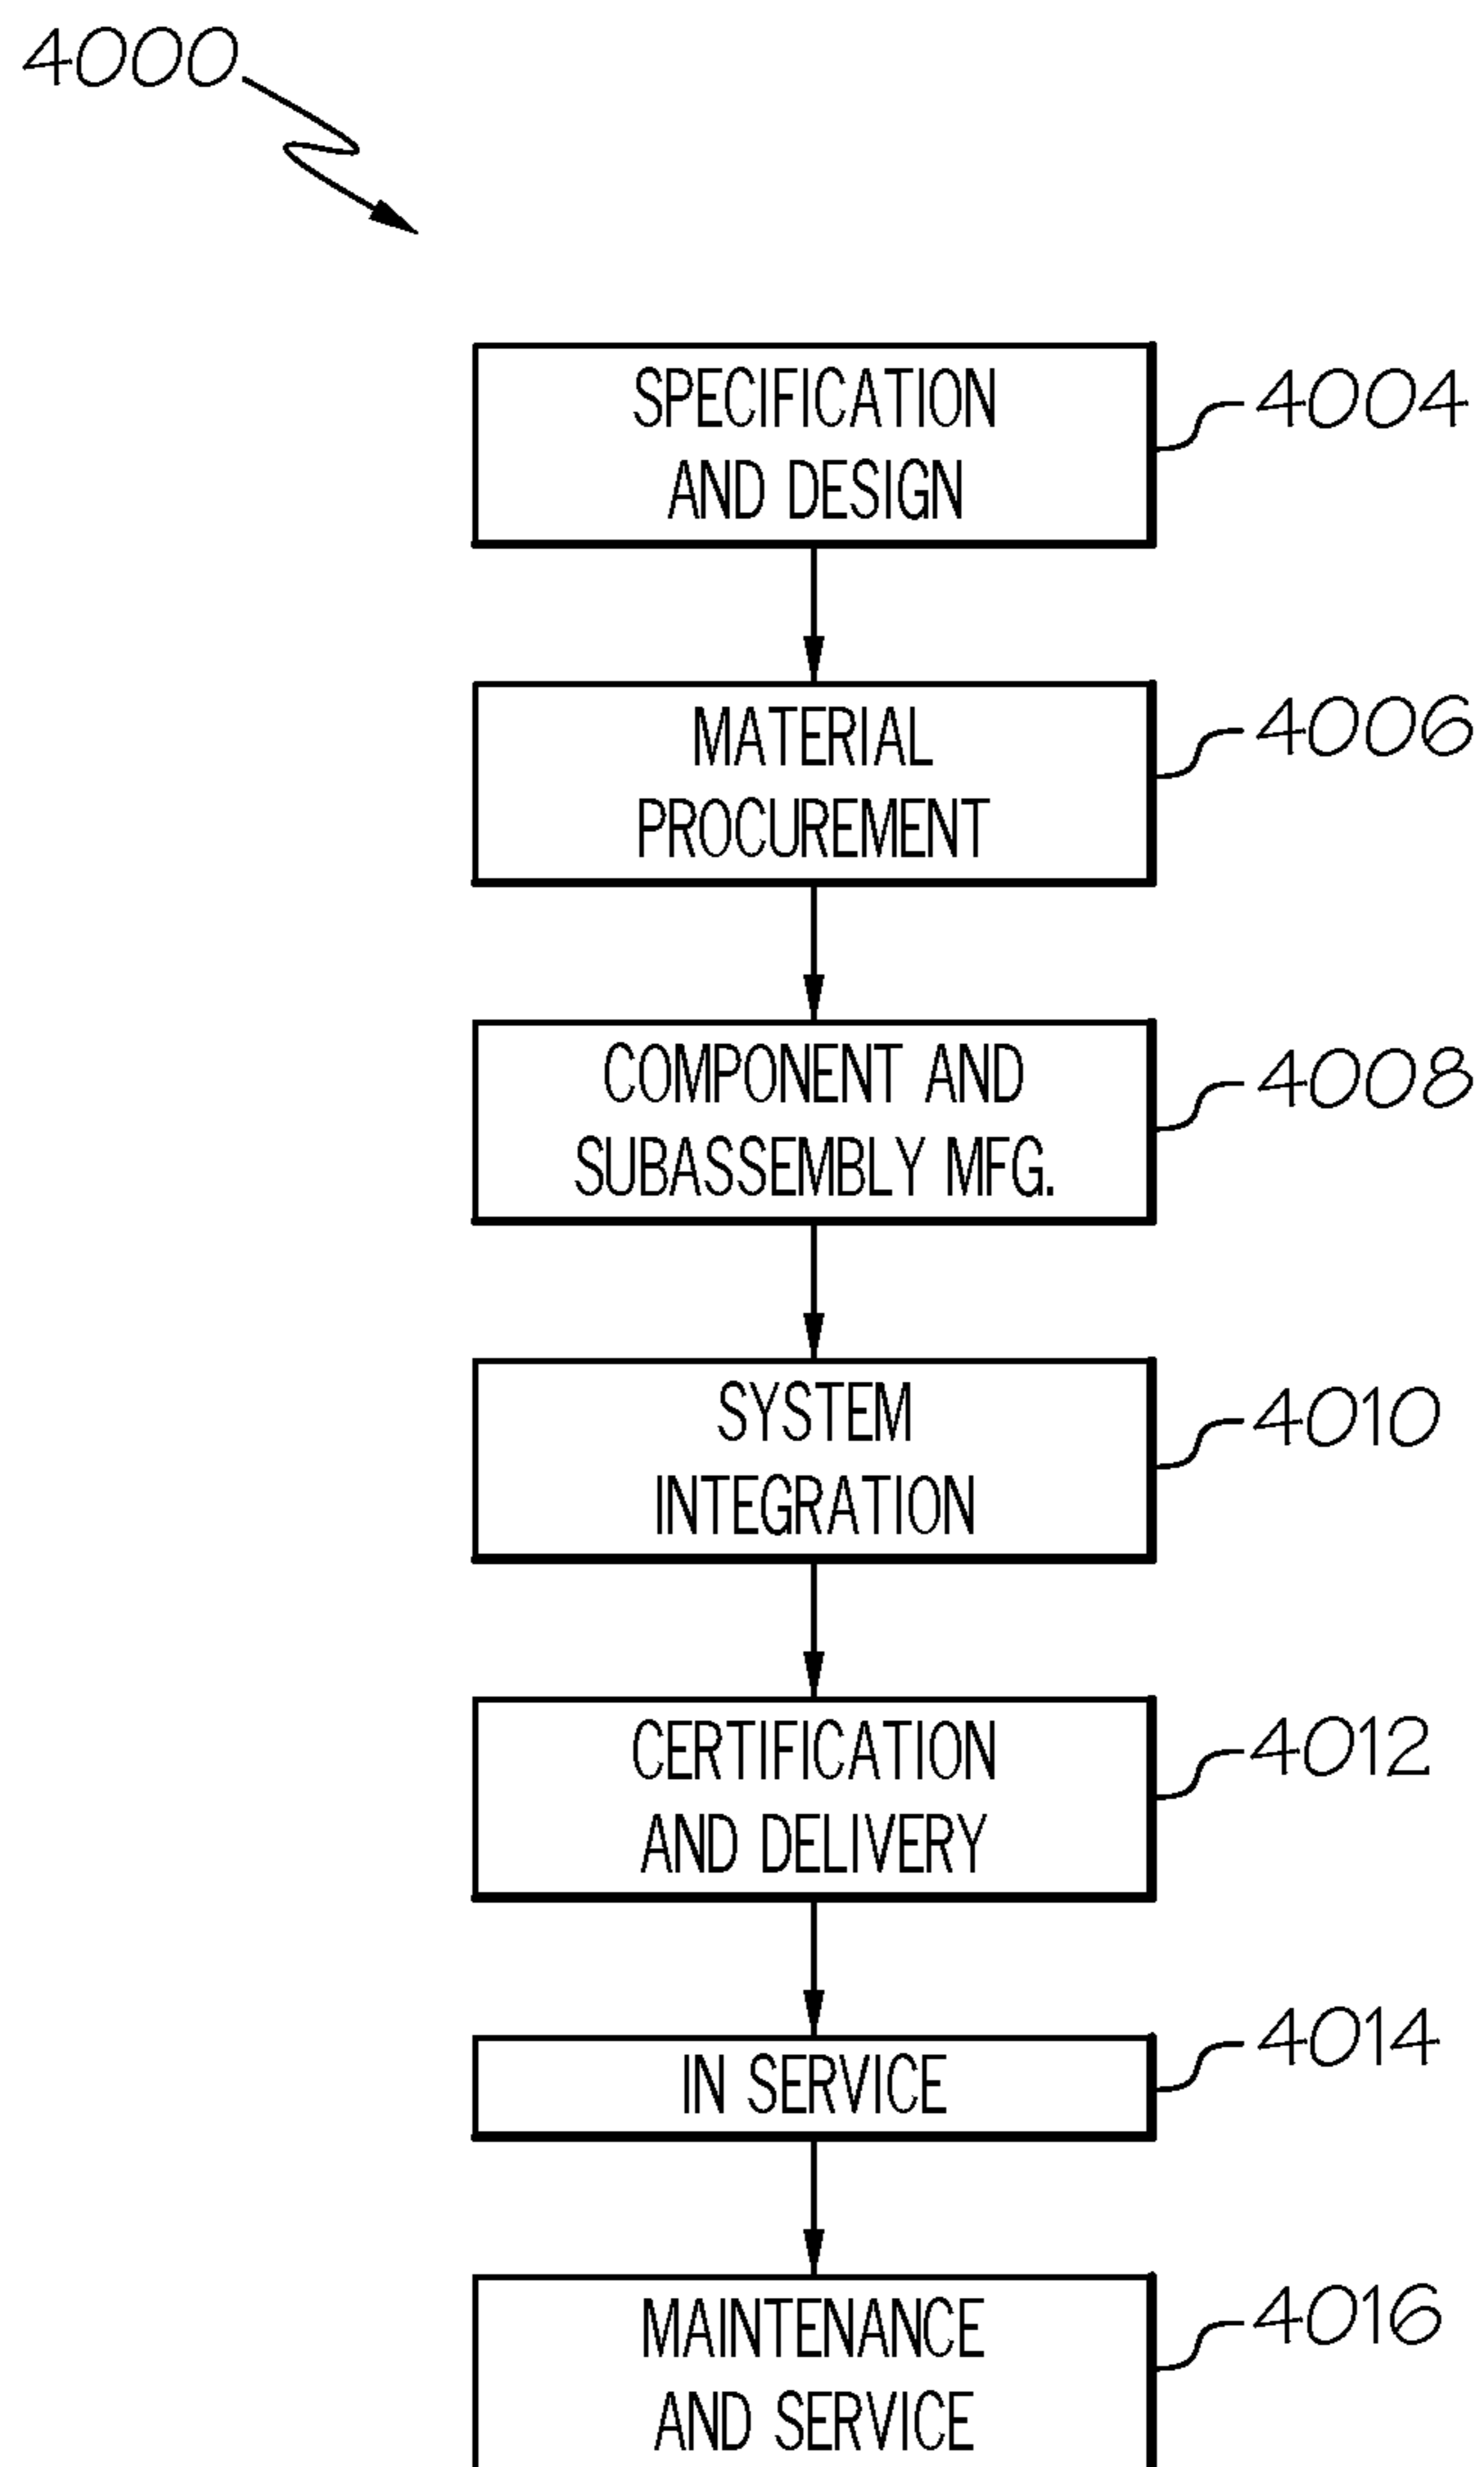 4000
SPECIFICATION
AND DESIGN
4004
MATERIAL
PROCUREMENT
4006
COMPONENT AND
SUBASSEMBLY MFG.
4008
SYSTEM
INTEGRATION
4010
CERTIFICATION
AND DELIVERY
4012
IN SERVICE
4014
MAINTENANCE
AND SERVICE
4016